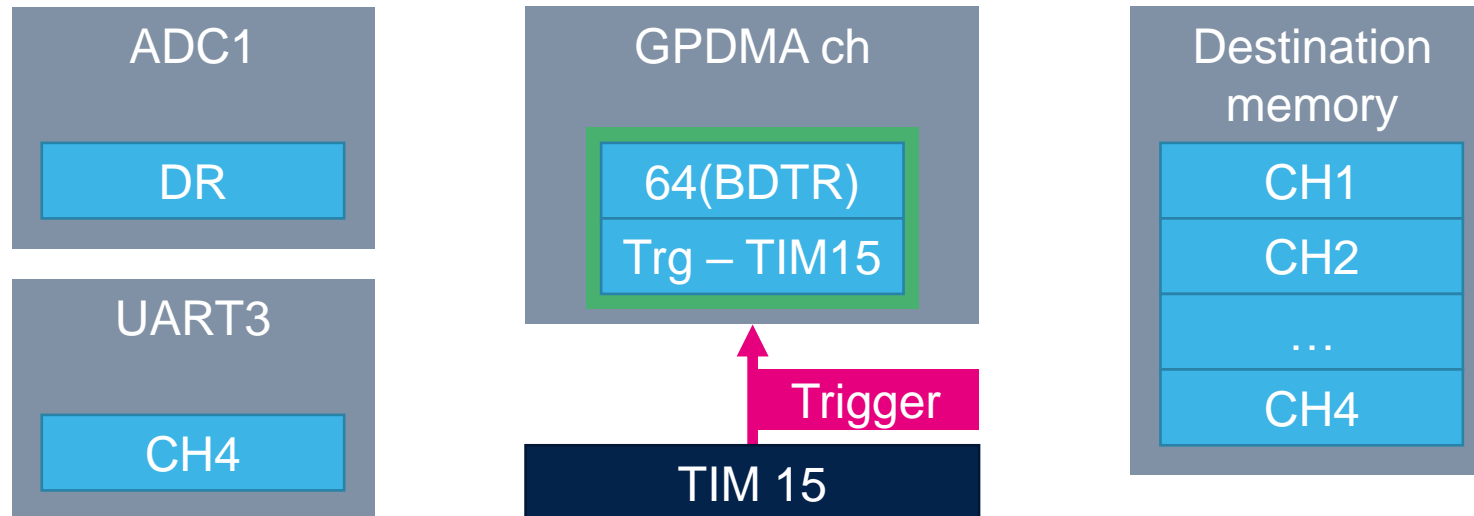 ADC1
DR
UART3
CH4
GPDMA ch
64(BDTR)
Trg – TIM15
Trigger
TIM 15
Destination
memory
CH1
CH2
…
CH4